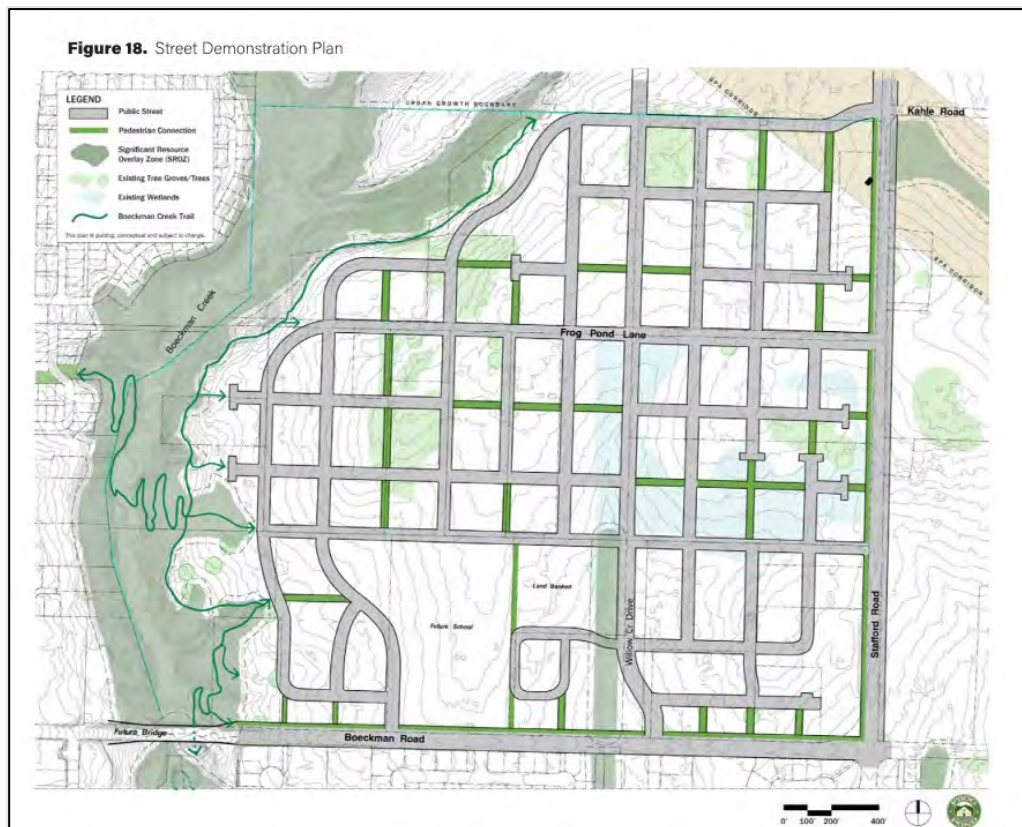 Figure 18. Street Demonstration Plan
LEGEND
Public Street
Pedestrian Connection
Significant Resource
Overlay Zone (SROZ)
Existing Tree Groves/Trees
Existing Wetlands
Boeckman Creek Trail
This plan is guiding, conceptual and subject to change.
URBAN GROWTH BOUNDARY
BPA CORRIDOR
Kahle Road
BPA CORRIDOR
Boeckman Creek
Frog Pond Lane
Land Banked
Future School
Willow Cr Drive
Stafford Road
Future Bridge
Boeckman Road
0' 100' 200' 400'